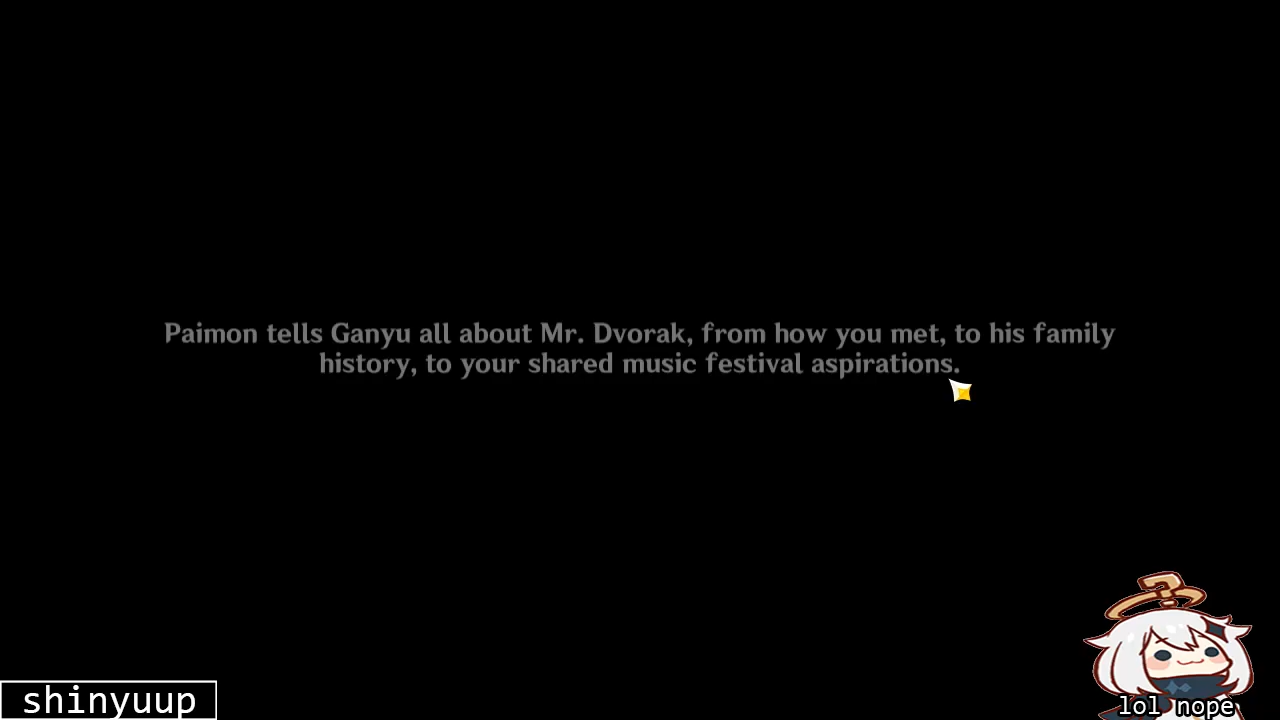 Paimon tells Ganyu all about Mr. Dvorak, from how you met, to his family
history, to your shared music festival aspirations.
shinyuup
lol nope